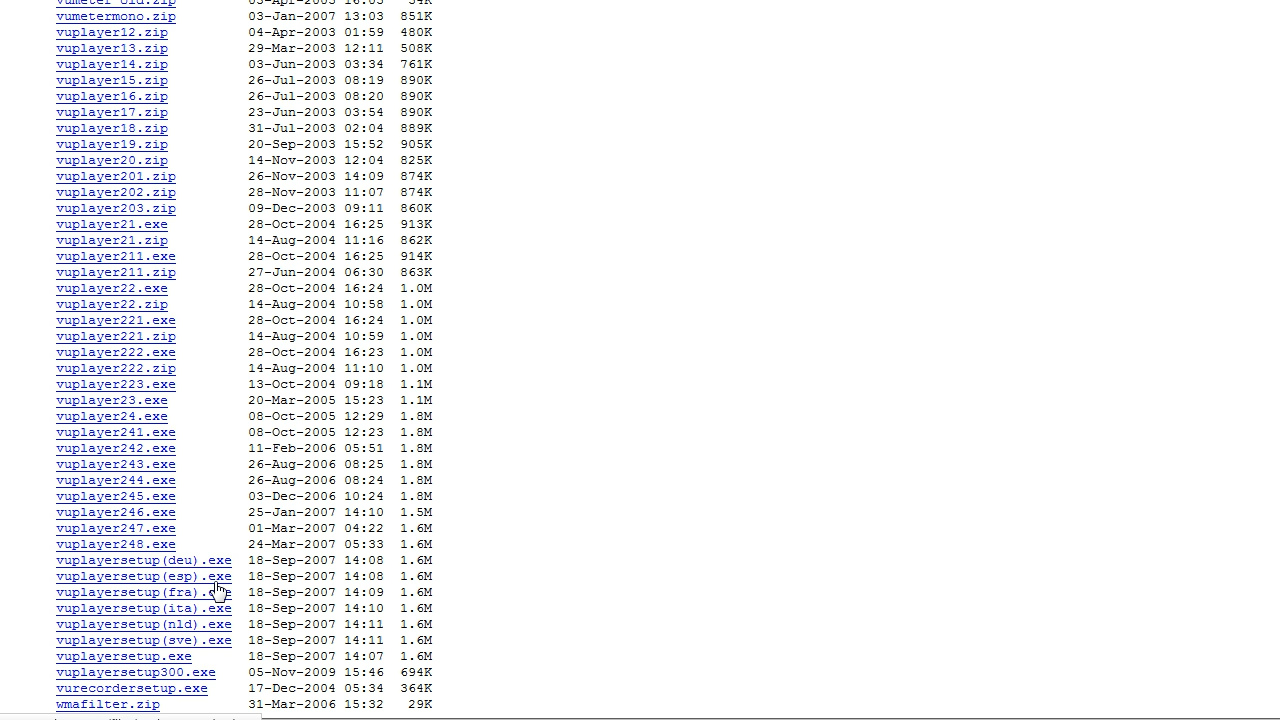 vumeter_old.zip 03-Apr-2003 16:03 34K
vumetermono.zip 03-Jan-2007 13:03 851K
vuplayer12.zip 04-Apr-2003 01:59 480K
vuplayer13.zip 29-Mar-2003 12:11 508K
vuplayer14.zip 03-Jun-2003 03:34 761K
vuplayer15.zip 26-Jul-2003 08:19 890K
vuplayer16.zip 26-Jul-2003 08:20 890K
vuplayer17.zip 23-Jun-2003 03:54 890K
vuplayer18.zip 31-Jul-2003 02:04 889K
vuplayer19.zip 20-Sep-2003 15:52 905K
vuplayer20.zip 14-Nov-2003 12:04 825K
vuplayer201.zip 26-Nov-2003 14:09 874K
vuplayer202.zip 28-Nov-2003 11:07 874K
vuplayer203.zip 09-Dec-2003 09:11 860K
vuplayer21.exe 28-Oct-2004 16:25 913K
vuplayer21.zip 14-Aug-2004 11:16 862K
vuplayer211.exe 28-Oct-2004 16:25 914K
vuplayer211.zip 27-Jun-2004 06:30 863K
vuplayer22.exe 28-Oct-2004 16:24 1.0M
vuplayer22.zip 14-Aug-2004 10:58 1.0M
vuplayer221.exe 28-Oct-2004 16:24 1.0M
vuplayer221.zip 14-Aug-2004 10:59 1.0M
vuplayer222.exe 28-Oct-2004 16:23 1.0M
vuplayer222.zip 14-Aug-2004 11:10 1.0M
vuplayer223.exe 13-Oct-2004 09:18 1.1M
vuplayer23.exe 20-Mar-2005 15:23 1.1M
vuplayer24.exe 08-Oct-2005 12:29 1.8M
vuplayer241.exe 08-Oct-2005 12:23 1.8M
vuplayer242.exe 11-Feb-2006 05:51 1.8M
vuplayer243.exe 26-Aug-2006 08:25 1.8M
vuplayer244.exe 26-Aug-2006 08:24 1.8M
vuplayer245.exe 03-Dec-2006 10:24 1.8M
vuplayer246.exe 25-Jan-2007 14:10 1.5M
vuplayer247.exe 01-Mar-2007 04:22 1.6M
vuplayer248.exe 24-Mar-2007 05:33 1.6M
vuplayersetup(deu).exe 18-Sep-2007 14:08 1.6M
vuplayersetup(esp).exe 18-Sep-2007 14:08 1.6M
vuplayersetup(fra).exe 18-Sep-2007 14:09 1.6M
vuplayersetup(ita).exe 18-Sep-2007 14:10 1.6M
vuplayersetup(nld).exe 18-Sep-2007 14:11 1.6M
vuplayersetup(sve).exe 18-Sep-2007 14:11 1.6M
vuplayersetup.exe 18-Sep-2007 14:07 1.6M
vuplayersetup300.exe 05-Nov-2009 15:46 694K
vurecordersetup.exe 17-Dec-2004 05:34 364K
wmafilter.zip 31-Mar-2006 15:32 29K